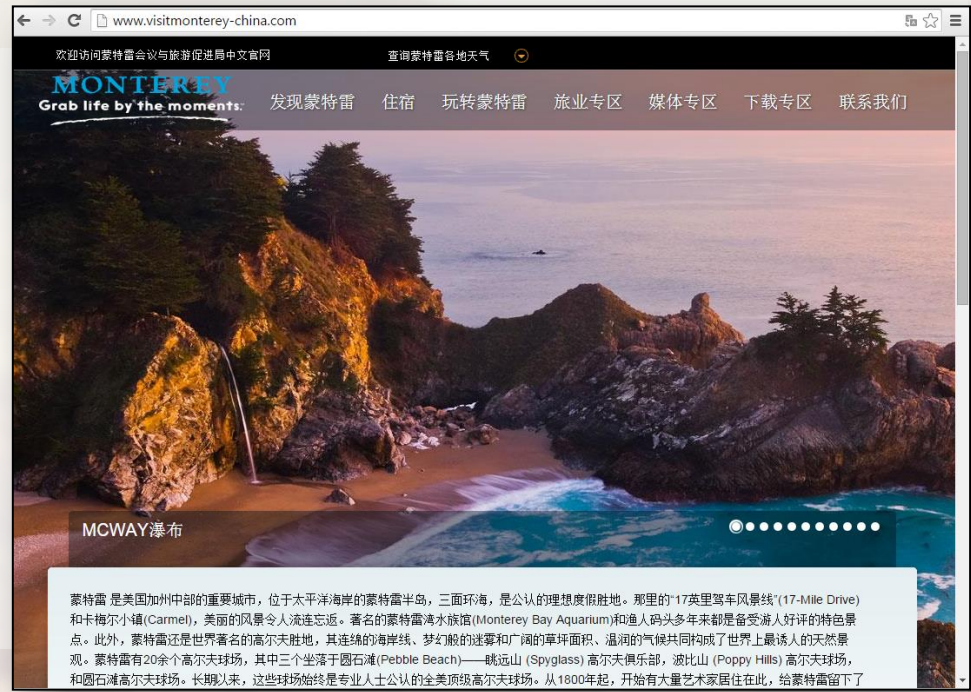 www.visitmonterey-china.com
欢迎访问蒙特雷会议与旅游促进局中文官网 查询蒙特雷各地天气
MONTEREY
Grab life by the moments.
发现蒙特雷 住宿 玩转蒙特雷 旅业专区 媒体专区 下载专区 联系我们
MCWAY瀑布
蒙特雷 是美国加州中部的重要城市，位于太平洋海岸的蒙特雷半岛，三面环海，是公认的理想度假胜地。那里的“17英里驾车风景线”(17-Mile Drive)
和卡梅尔小镇(Carmel)，美丽的风景令人流连忘返。著名的蒙特雷湾水族馆(Monterey Bay Aquarium)和渔人码头多年来都是备受游人好评的特色景
点。此外，蒙特雷还是世界著名的高尔夫胜地，其连绵的海岸线、梦幻般的迷雾和广阔的草坪面积、温润的气候共同构成了世界上最诱人的天然景
观。蒙特雷有20余个高尔夫球场，其中三个坐落于圆石滩(Pebble Beach)——眺远山 (Spyglass) 高尔夫俱乐部，波比山 (Poppy Hills) 高尔夫球场，
和圆石滩高尔夫球场。长期以来，这些球场始终是专业人士公认的全美顶级高尔夫球场。从1800年起，开始有大量艺术家居住在此，给蒙特雷留下了